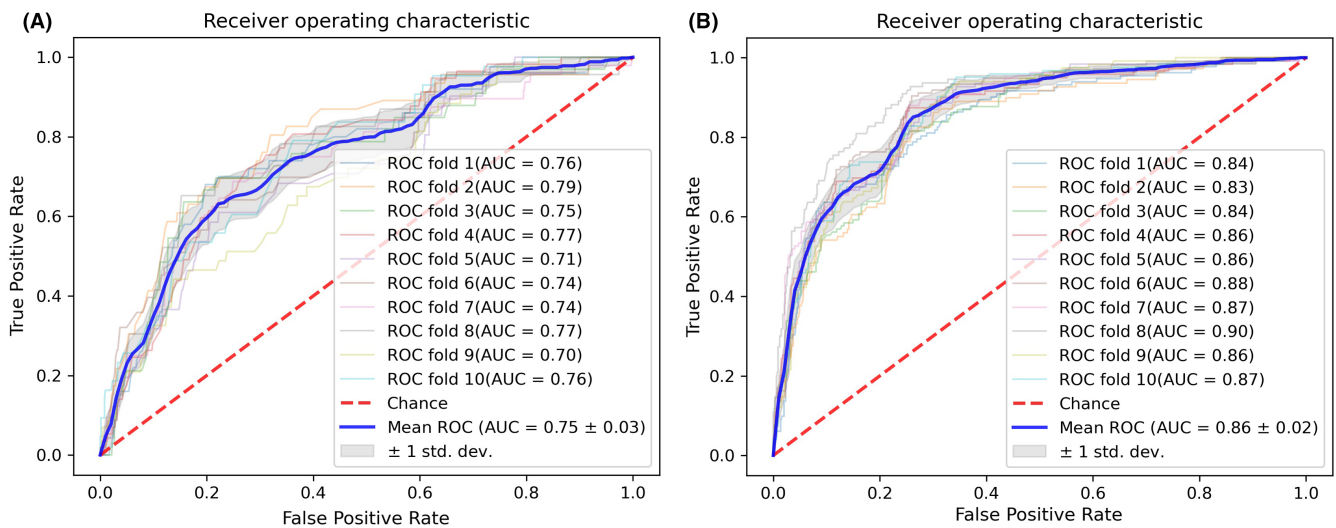 (A)
Receiver operating characteristic
1.0
0.8
0.6
0.4
0.2
0.0
True Positive Rate
ROC fold 1(AUC = 0.76)
ROC fold 2(AUC = 0.79)
ROC fold 3(AUC = 0.75)
ROC fold 4(AUC = 0.77)
ROC fold 5(AUC = 0.71)
ROC fold 6(AUC = 0.74)
ROC fold 7(AUC = 0.74)
ROC fold 8(AUC = 0.77)
ROC fold 9(AUC = 0.70)
ROC fold 10(AUC = 0.76)
Chance
Mean ROC (AUC = 0.75 ± 0.03)
± 1 std. dev.
0.0 0.2 0.4 0.6 0.8 1.0
False Positive Rate
(B)
Receiver operating characteristic
1.0
0.8
0.6
0.4
0.2
0.0
True Positive Rate
ROC fold 1(AUC = 0.84)
ROC fold 2(AUC = 0.83)
ROC fold 3(AUC = 0.84)
ROC fold 4(AUC = 0.86)
ROC fold 5(AUC = 0.86)
ROC fold 6(AUC = 0.88)
ROC fold 7(AUC = 0.87)
ROC fold 8(AUC = 0.90)
ROC fold 9(AUC = 0.86)
ROC fold 10(AUC = 0.87)
Chance
Mean ROC (AUC = 0.86 ± 0.02)
± 1 std. dev.
0.0 0.2 0.4 0.6 0.8 1.0
False Positive Rate